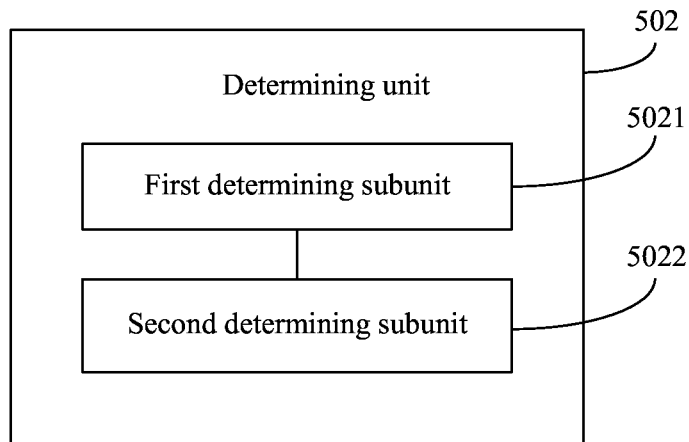 502
Determining unit
5021
First determining subunit
5022
Second determining subunit